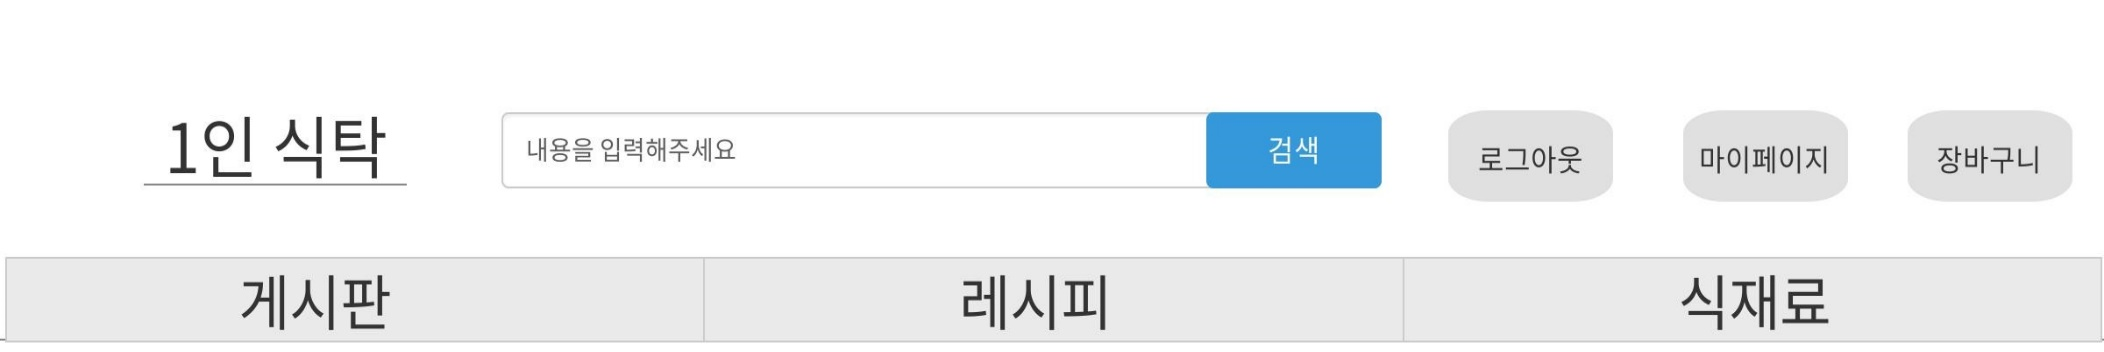 1인 식탁
내용을 입력해주세요
검색
로그아웃
마이페이지
장바구니
게시판
레시피
식재료